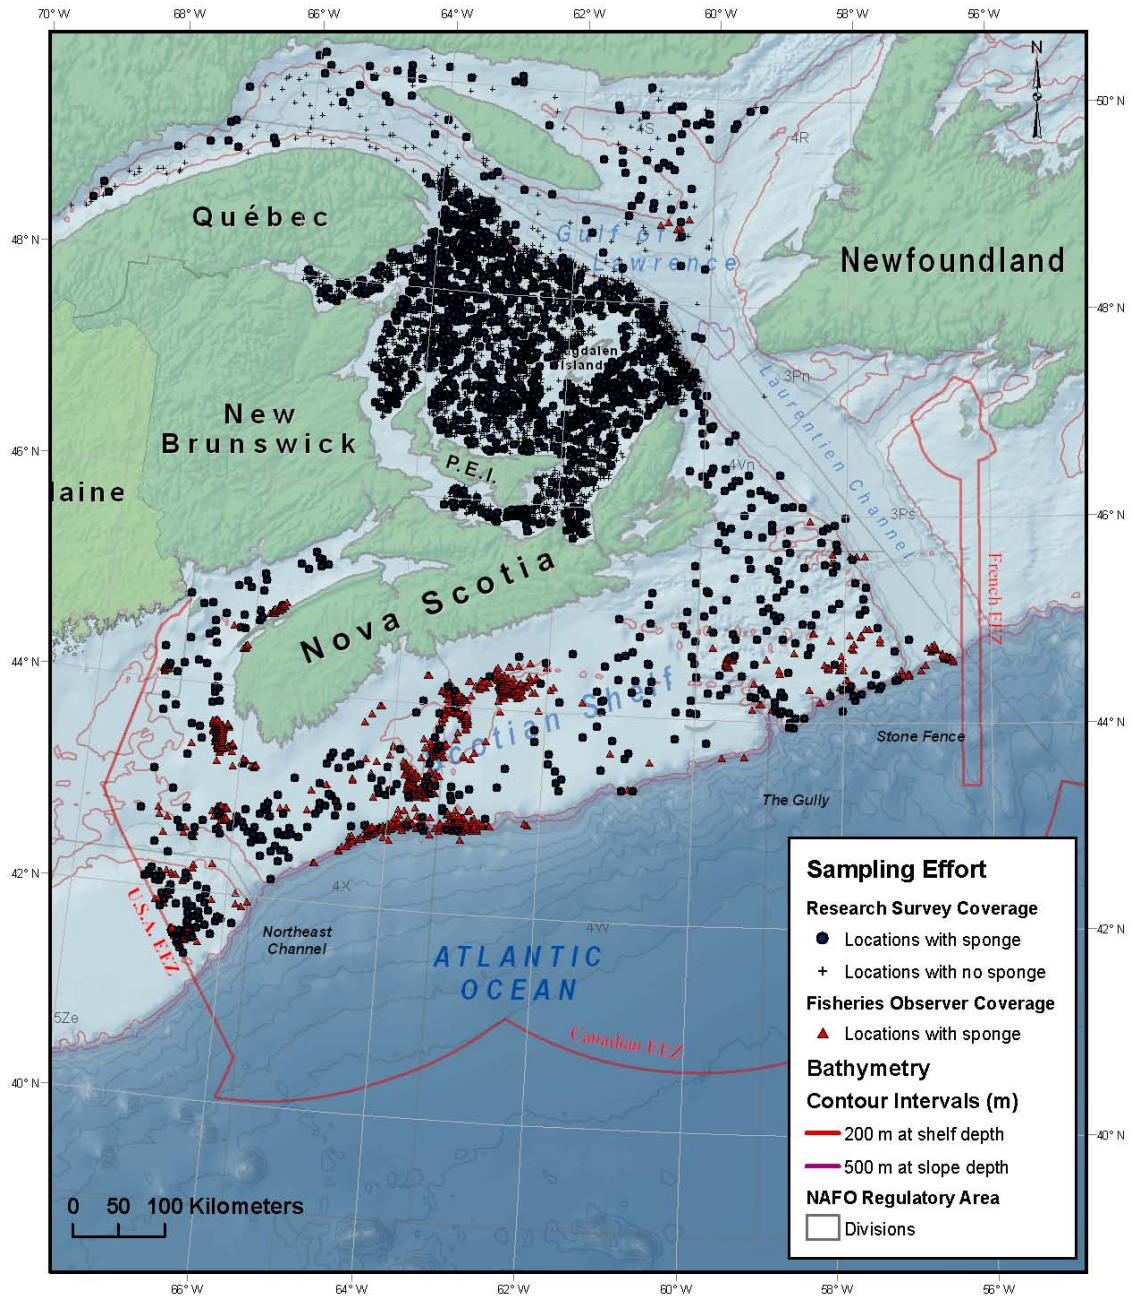 70° W
68° W
66° W
64° W
62° W
60° W
58° W
56° W
N
50° N
4S
4R
Québec
48° N
Gulf of
Lawrence
Newfoundland
48° N
gdalen
Island
3Pn
Laurentien Channel
New
Brunswick
46° N
P.E.I.
4Vn
laine
3Ps
46° N
French EEZ
Nova Scotia
44° N
Scotian Shelf
44° N
Stone Fence
The Gully
42° N
4X
U.S.A. EEZ
Northeast
Channel
4W
42° N
ATLANTIC
OCEAN
5Ze
Canadian EEZ
40° N
40° N
0 50 100 Kilometers
Sampling Effort
Research Survey Coverage
Locations with sponge
Locations with no sponge
Fisheries Observer Coverage
Locations with sponge
Bathymetry
Contour Intervals (m)
200 m at shelf depth
500 m at slope depth
NAFO Regulatory Area
Divisions
66° W
64° W
62° W
60° W
58° W
56° W